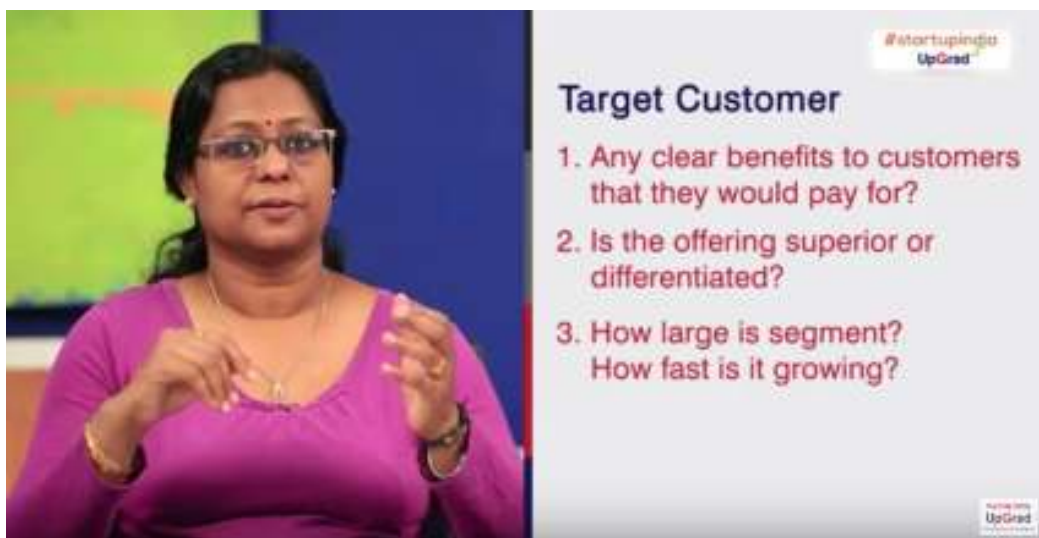 #startupindia
UpGrad
Target Customer
1. Any clear benefits to customers
that they would pay for?
2. Is the offering superior or
differentiated?
3. How large is segment?
How fast is it growing?
UpGrad